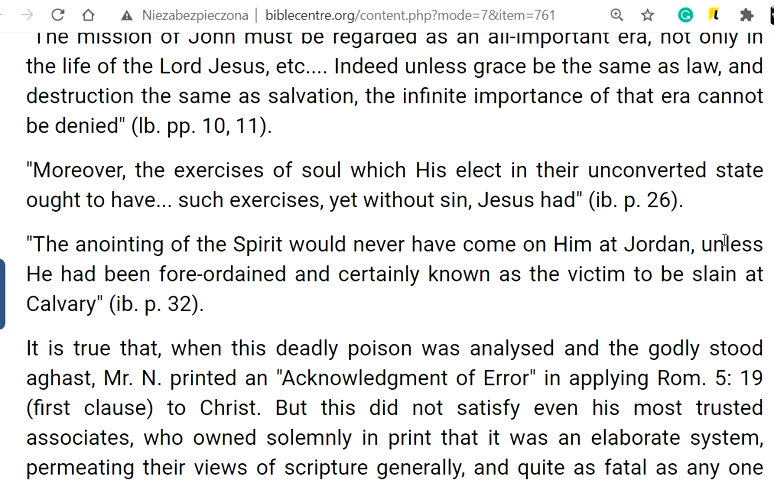 Niezabezpieczona | biblecentre.org/content.php?mode=7&item=761
"The mission of John must be regarded as an all-important era, not only in
the life of the Lord Jesus, etc.... Indeed unless grace be the same as law, and
destruction the same as salvation, the infinite importance of that era cannot
be denied" (lb. pp. 10, 11).
"Moreover, the exercises of soul which His elect in their unconverted state
ought to have... such exercises, yet without sin, Jesus had" (ib. p. 26).
"The anointing of the Spirit would never have come on Him at Jordan, unless
He had been fore-ordained and certainly known as the victim to be slain at
Calvary" (ib. p. 32).
It is true that, when this deadly poison was analysed and the godly stood
aghast, Mr. N. printed an "Acknowledgment of Error" in applying Rom. 5: 19
(first clause) to Christ. But this did not satisfy even his most trusted
associates, who owned solemnly in print that it was an elaborate system,
permeating their views of scripture generally, and quite as fatal as any one